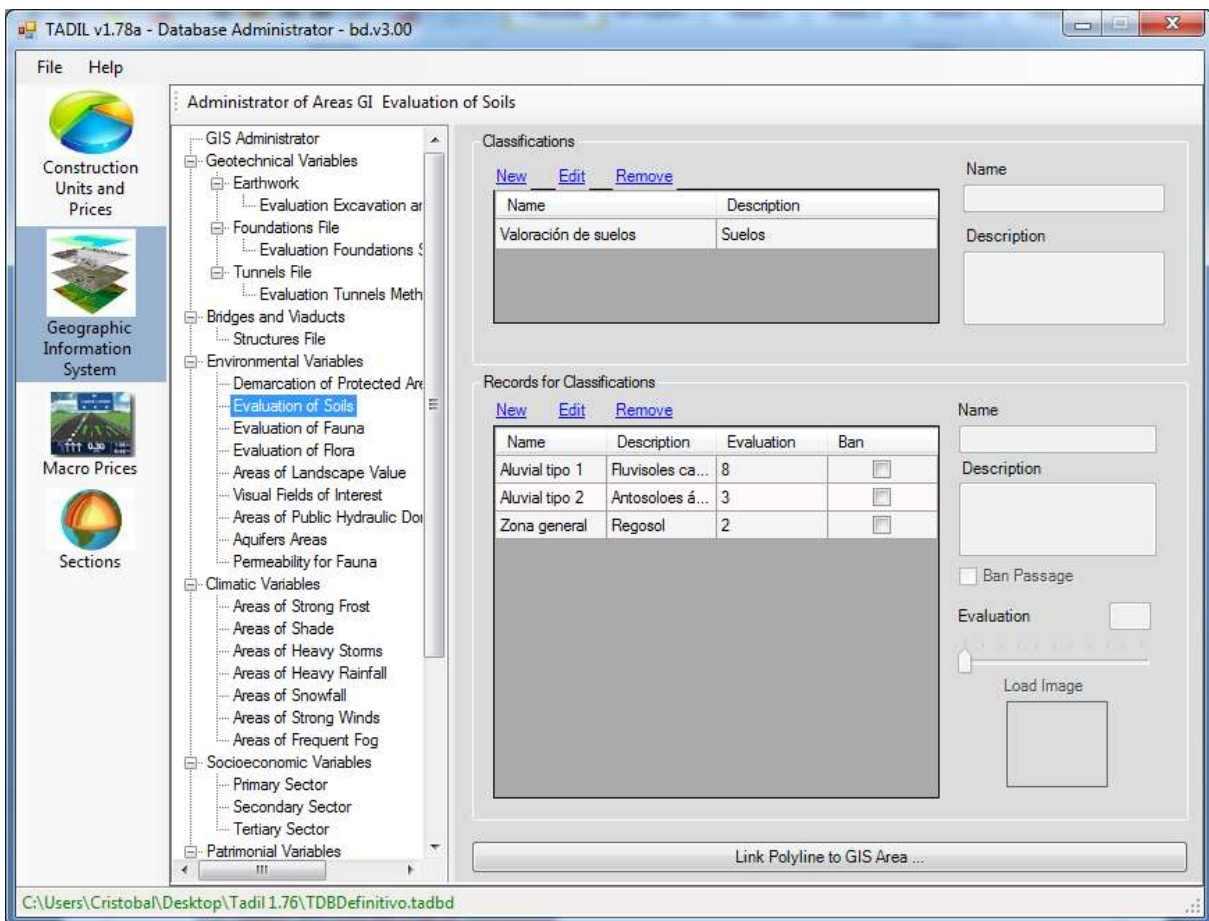 TADIL v1.78a - Database Administrator - bd.v3.00
File Help
Administrator of Areas GI Evaluation of Soils
Construction
Units and
Prices
Geographic
Information
System
Macro Prices
Sections
GIS Administrator
Geotechnical Variables
Earthwork
Evaluation Excavation ar
Foundations File
Evaluation Foundations S
Tunnels File
Evaluation Tunnels Meth
Bridges and Viaducts
Structures File
Environmental Variables
Demarcation of Protected Are
Evaluation of Soils
Evaluation of Fauna
Evaluation of Flora
Areas of Landscape Value
Visual Fields of Interest
Areas of Public Hydraulic Dor
Aquifers Areas
Permeability for Fauna
Climatic Variables
Areas of Strong Frost
Areas of Shade
Areas of Heavy Storms
Areas of Heavy Rainfall
Areas of Snowfall
Areas of Strong Winds
Areas of Frequent Fog
Socioeconomic Variables
Primary Sector
Secondary Sector
Tertiary Sector
Patrimonial Variables
Classifications
New Edit Remove
Name Description
Valoración de suelos Suelos
Name
Description
Records for Classifications
New Edit Remove
Name Description Evaluation Ban
Aluvial tipo 1 Fluvisoles ca... 8
Aluvial tipo 2 Antosoloes á... 3
Zona general Regosol 2
Name
Description
Ban Passage
Evaluation
Load Image
Link Polyline to GIS Area ...
C:\Users\Cristobal\Desktop\Tadil 1.76\TDBDefinitivo.tadbd